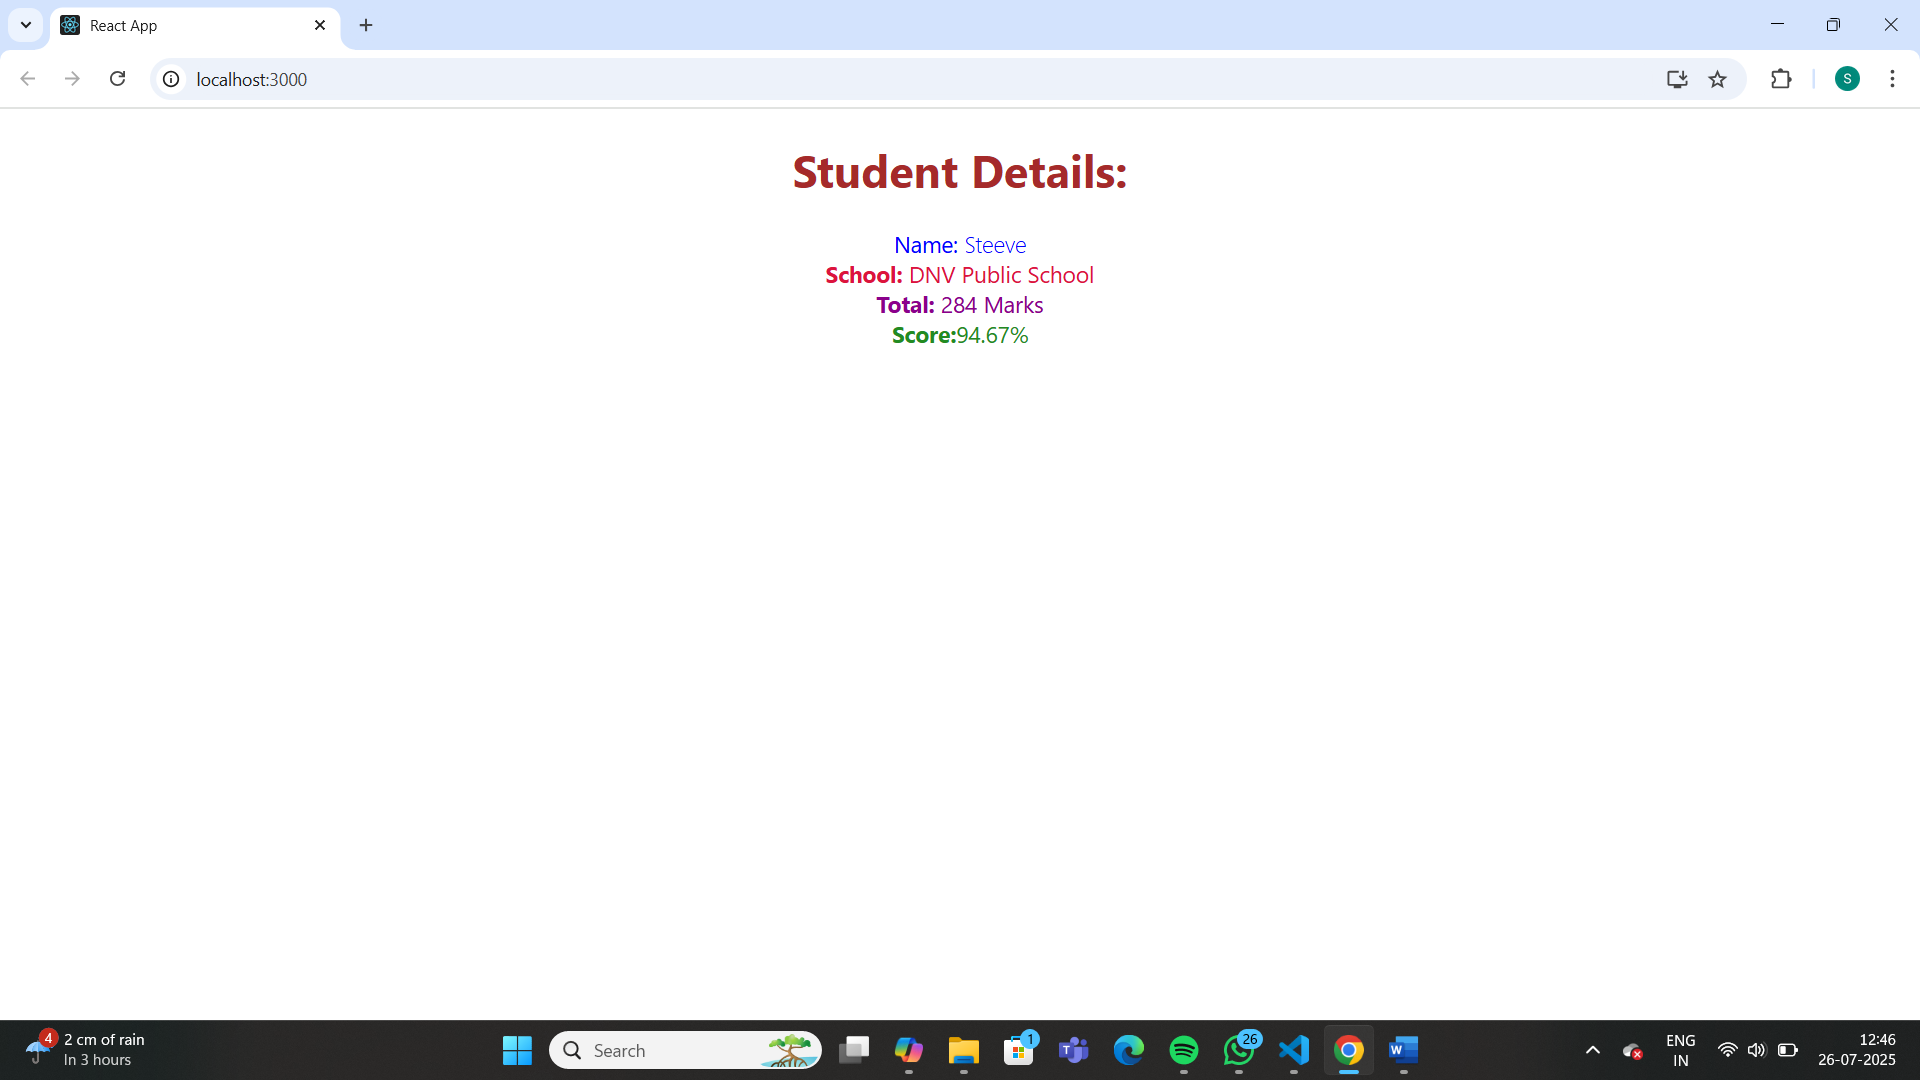 React App
localhost:3000
S
Student Details:
Name: Steeve
School: DNV Public School
Total: 284 Marks
Score:94.67%
4
2 cm of rain
In 3 hours
Search
1
T
26
W
ENG
IN
12:46
26-07-2025